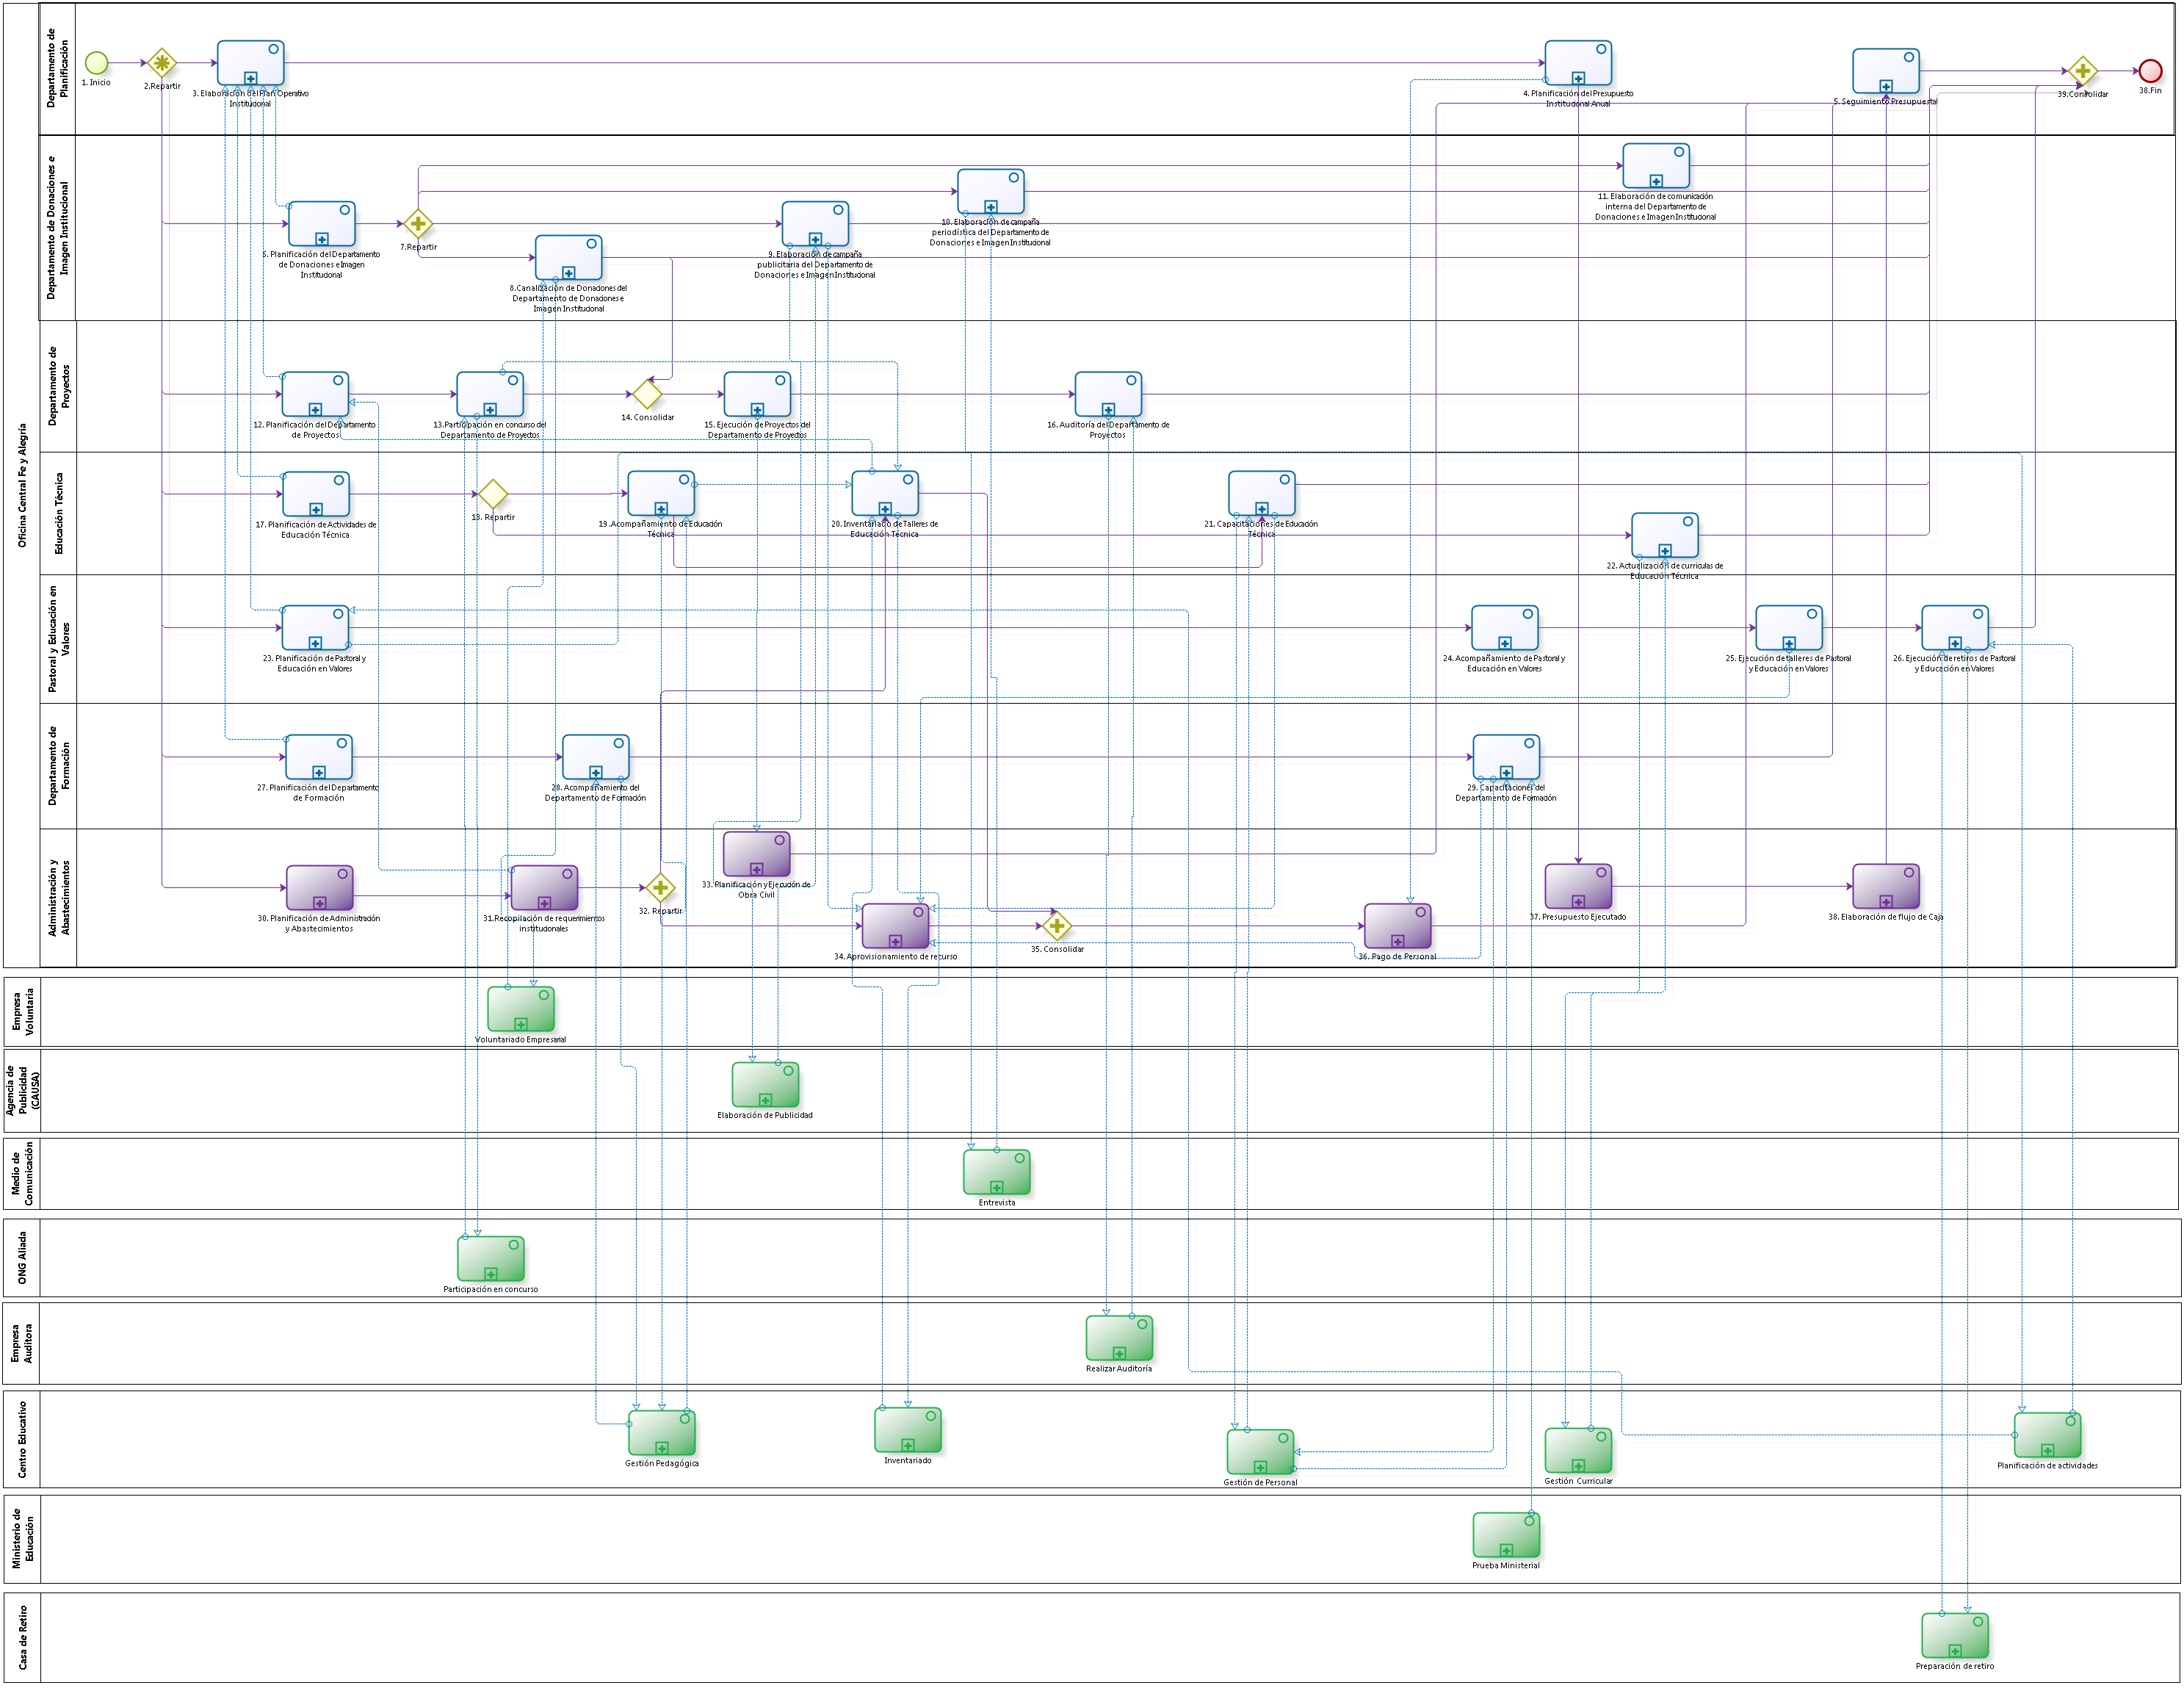 Oficina Central Fe y Alegría
Departamento de
Planificación
1. Inicio
2.Repartir
3. Elaboración del Plan Operativo
Institucional
4. Planificación del Presupuesto
Institucional Anual
5. Seguimiento Presupuestal
39.Consolidar
38.Fin
Departamento de Donaciones e
Imagen Institucional
6. Planificación del Departamento
de Donaciones e Imagen
Institucional
7.Repartir
8.Canalización de Donaciones del
Departamento de Donaciones e
Imagen Institucional
9. Elaboración de campaña
publicitaria del Departamento de
Donaciones e Imagen Institucional
10. Elaboración de campaña
periodística del Departamento de
Donaciones e Imagen Institucional
11. Elaboración de comunicación
interna del Departamento de
Donaciones e Imagen Institucional
Departamento de
Proyectos
12. Planificación del Departamento
de Proyectos
13.Participación en concurso del
Departamento de Proyectos
14. Consolidar
15. Ejecución de Proyectos del
Departamento de Proyectos
16. Auditoría del Departamento de
Proyectos
Educación Técnica
17. Planificación de Actividades de
Educación Técnica
18. Repartir
19.Acompañamiento de Educación
Técnica
20. Inventariado de Talleres de
Educación Técnica
21. Capacitaciones de Educación
Técnica
22. Actualización de curriculas de
Educación Técnica
Pastoral y Educación en
Valores
23. Planificación de Pastoral y
Educación en Valores
24. Acompañamiento de Pastoral y
Educación en Valores
25. Ejecución de talleres de Pastoral
y Educación en Valores
26. Ejecución de retiros de Pastoral
y Educación en Valores
Departamento de
Formación
27. Planificación del Departamento
de Formación
28. Acompañamiento del
Departamento de Formación
29. Capacitaciones del
Departamento de Formación
Administración y
Abastecimientos
30. Planificación de Administración
y Abastecimientos
31.Recopilación de requerimientos
institucionales
32. Repartir
33. Planificación y Ejecución de
Obra Civil
34. Aprovisionamiento de recurso
35. Consolidar
36. Pago de Personal
37. Presupuesto Ejecutado
38. Elaboración de flujo de Caja
Empresa
Voluntaria
Voluntariado Empresarial
Agencia de
Publicidad
(CAUSA)
Elaboración de Publicidad
Medio de
Comunicación
Entrevista
ONG Aliada
Participación en concurso
Empresa
Auditora
Realizar Auditoría
Centro Educativo
Gestión Pedagógica
Inventariado
Gestión de Personal
Gestión Curricular
Planificación de actividades
Ministerio de
Educación
Prueba Ministerial
Casa de Retiro
Preparación de retiro